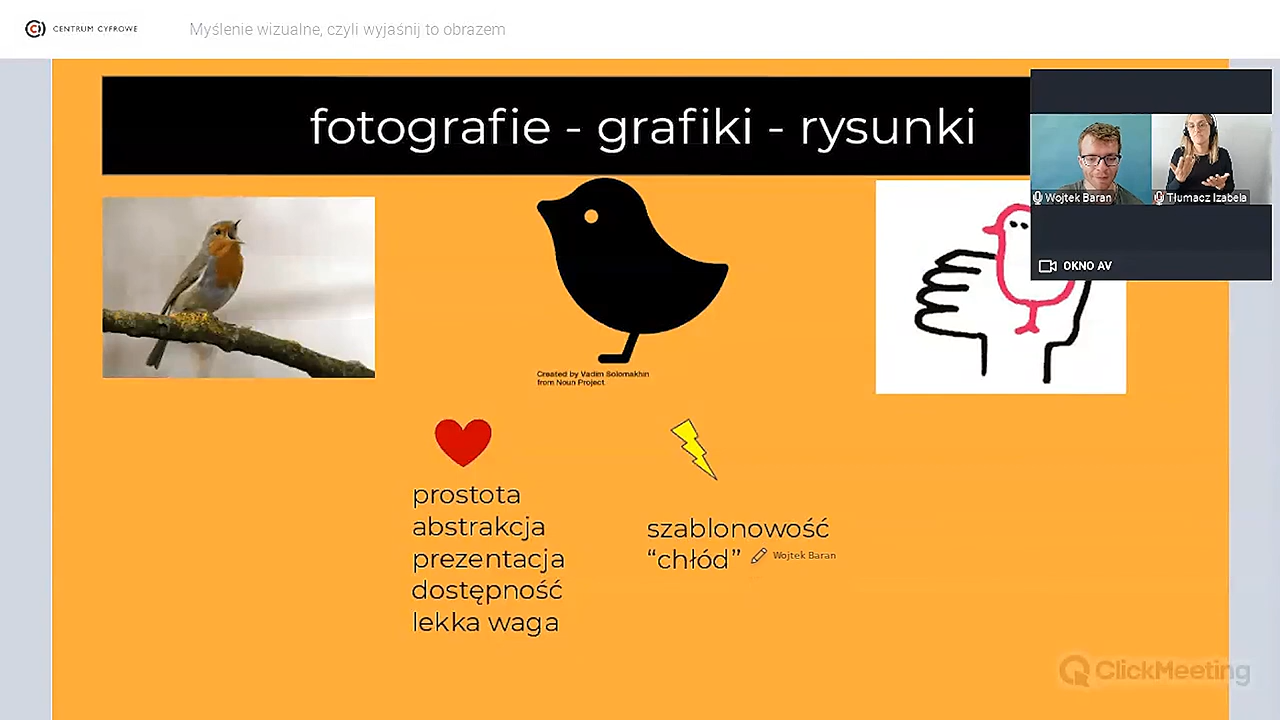 CENTRUM CYFROWE
Myślenie wizualne, czyli wyjaśnij to obrazem
fotografie - grafiki - rysunki
Wojtek Baran
Tłumacz Izabela
OKNO AV
Created by Vadim Solomakhin
from Noun Project
prostota
abstrakcja
prezentacja
dostępność
lekka waga
szablonowość
“chłód”
Wojtek Baran
ClickMeeting